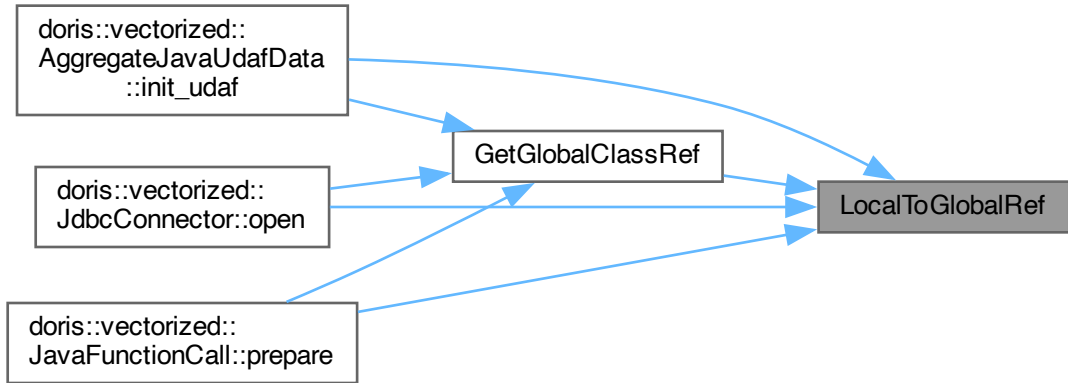 doris::vectorized::
AggregateJavaUdafData
::init_udaf
GetGlobalClassRef
doris::vectorized::
JdbcConnector::open
LocalToGlobalRef
doris::vectorized::
JavaFunctionCall::prepare